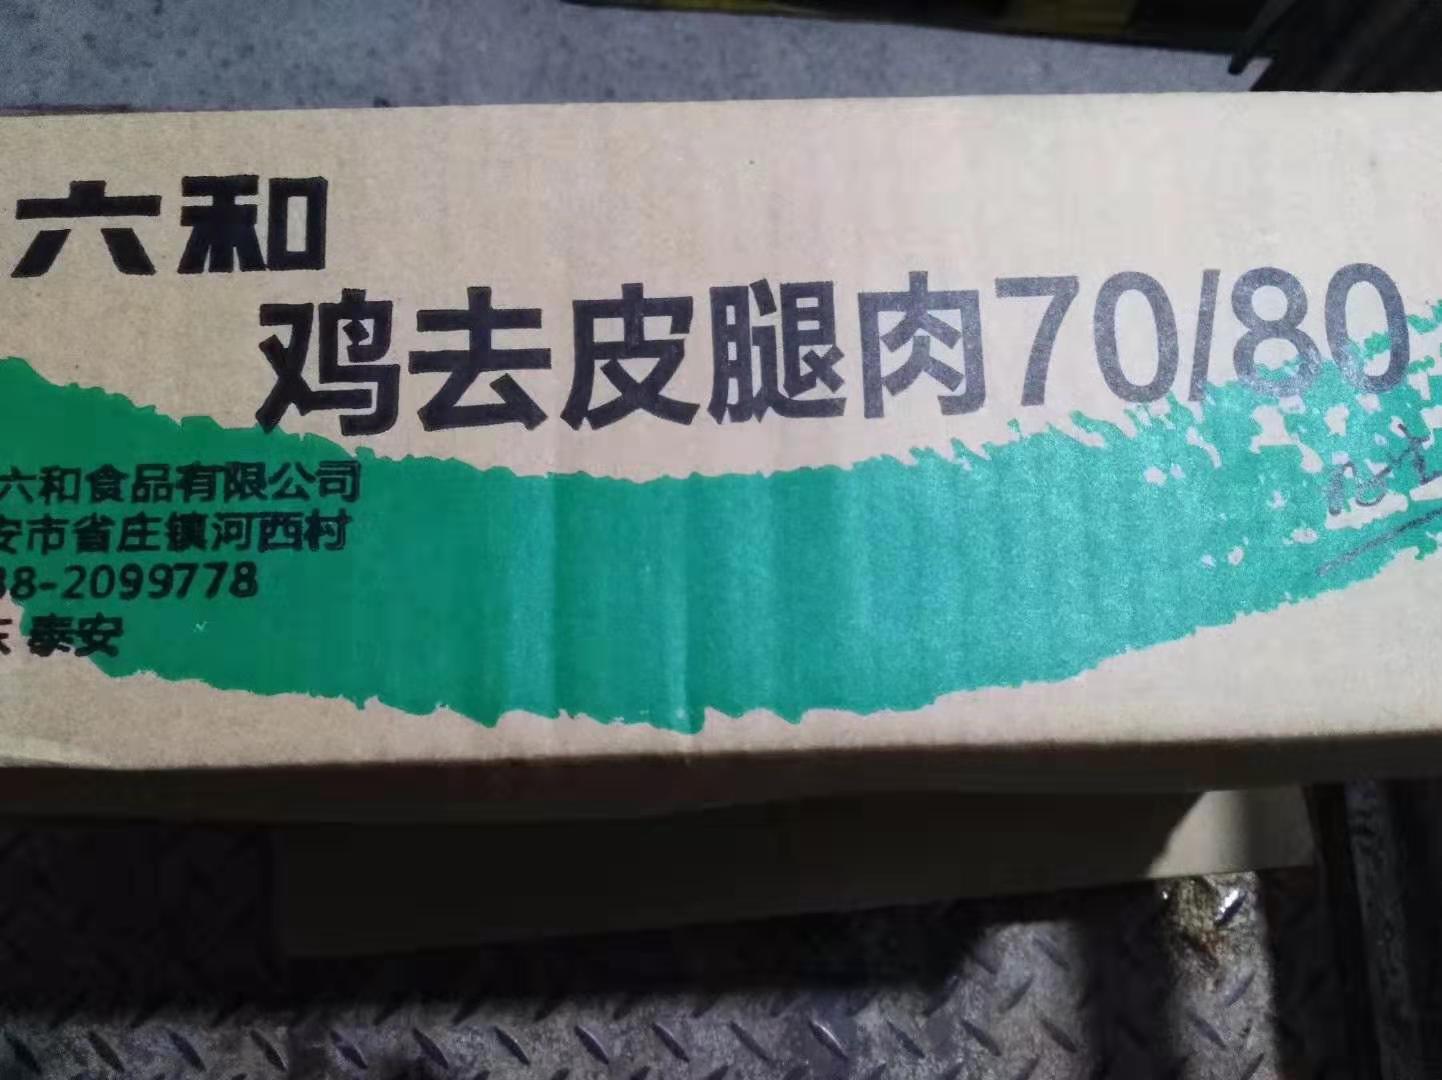 六和
鸡去皮腿肉70/80
六和食品有限公司
安市省庄镇河西村
38-2099778
泰安